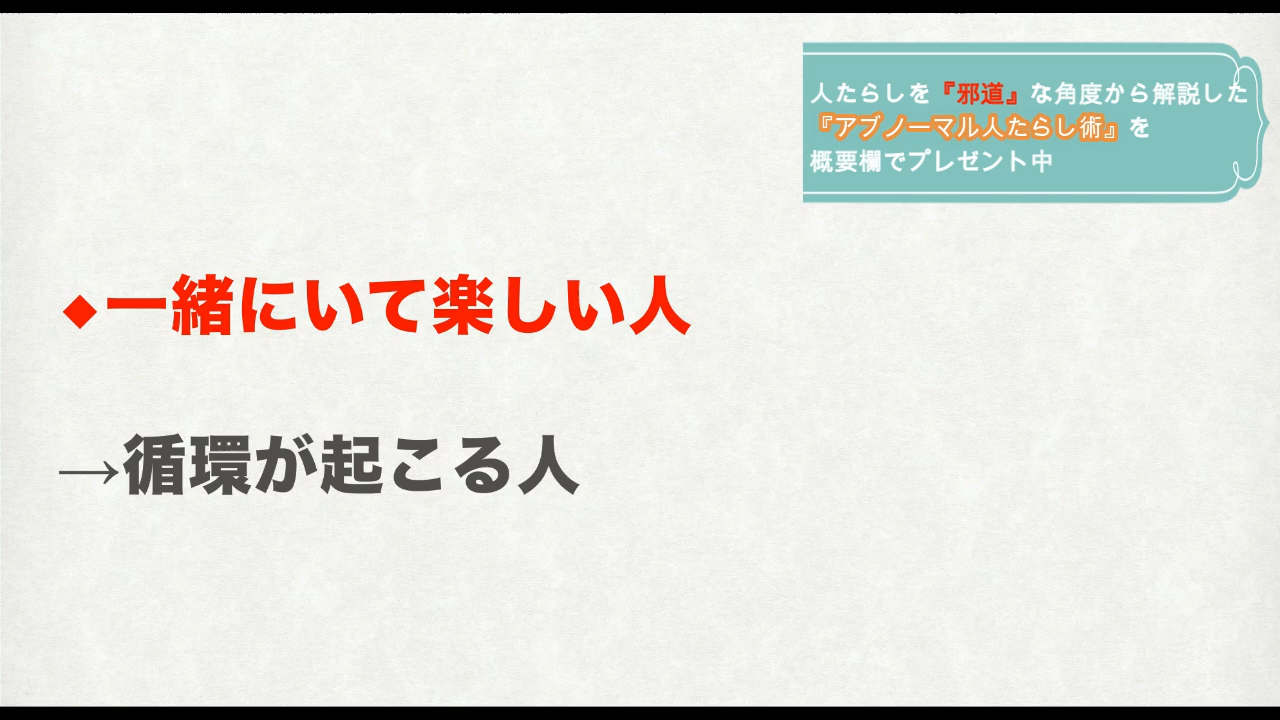 人たらしを『邪道』な角度から解説した
『アブノーマル人たらし術』を
概要欄でプレゼント中
◆一緒にいて楽しい人
→循環が起こる人